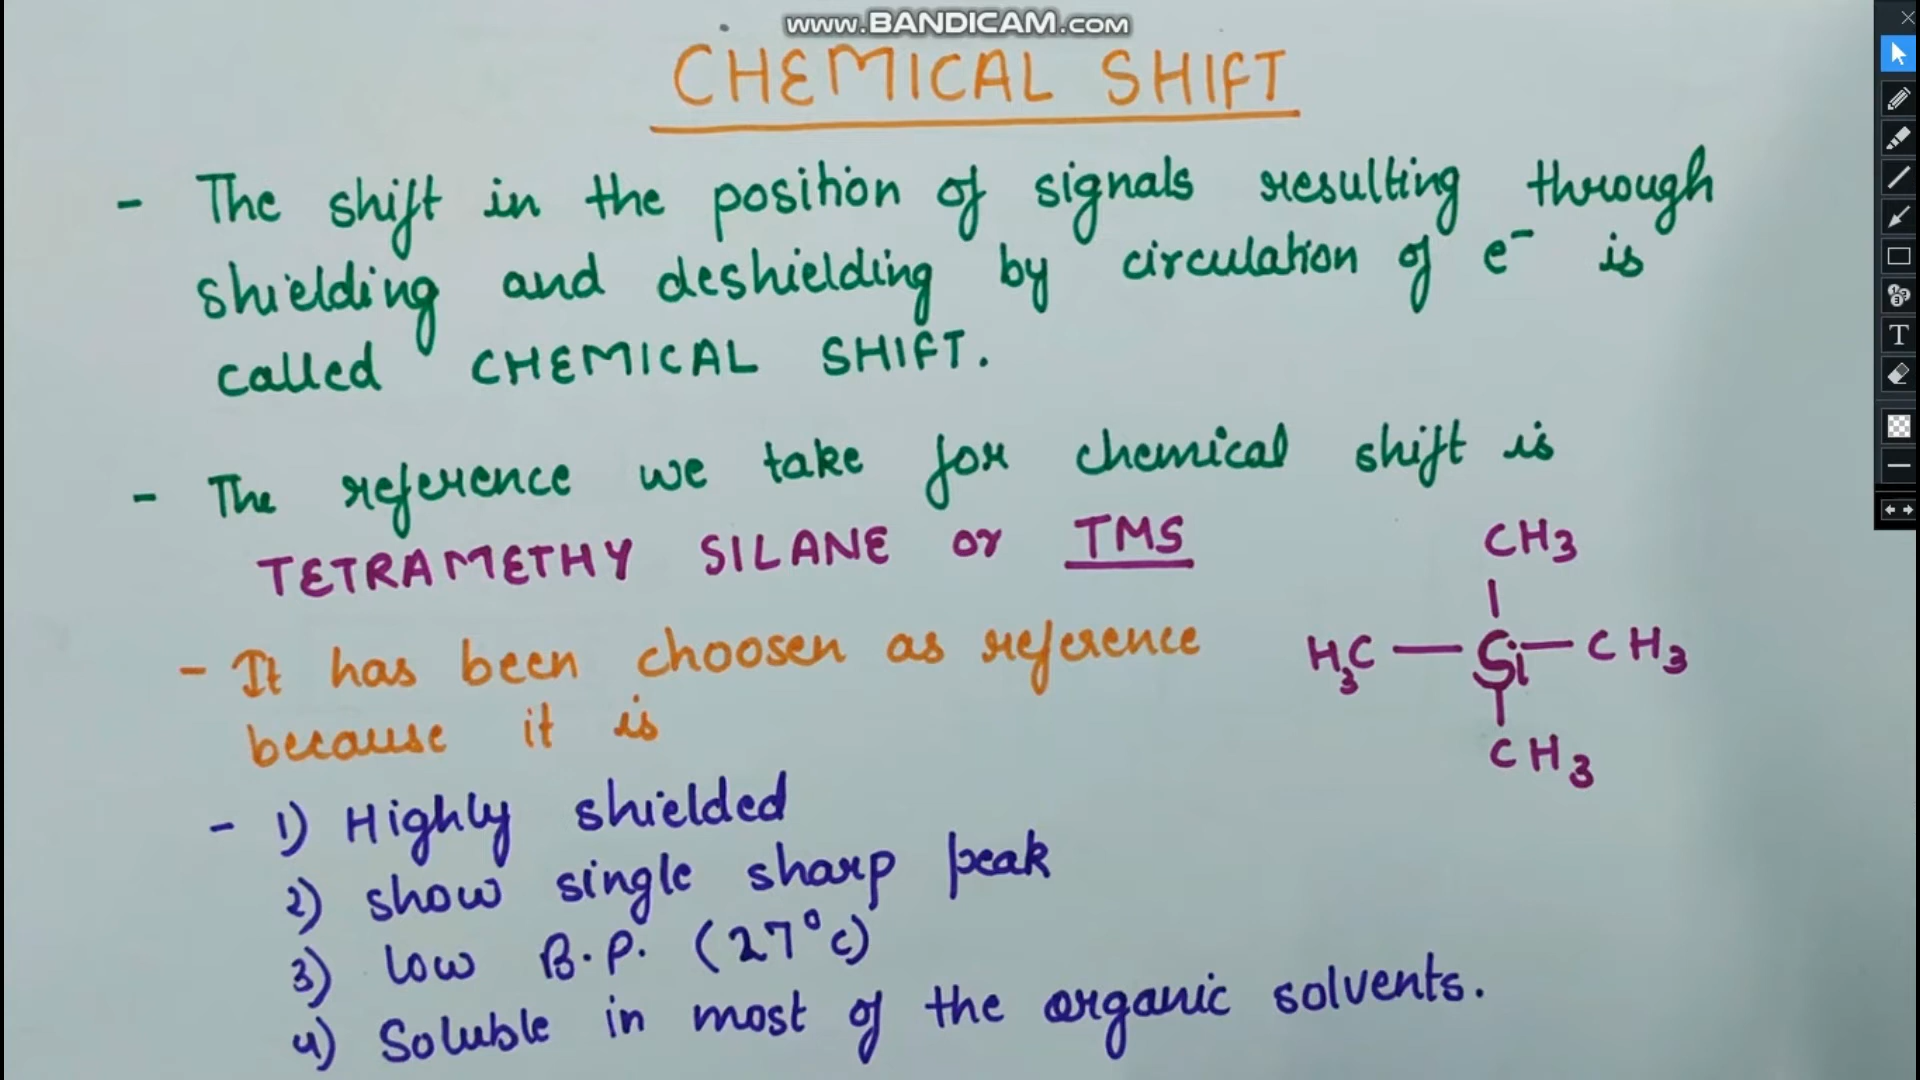 www.BANDICAM.com
CHEMICAL SHIFT
- The shift in the position of signals resulting through
shielding and deshielding by circulation of e⁻ is
called CHEMICAL SHIFT.
- The reference we take for chemical shift is
TETRAMETHY SILANE or TMS
CH3
H3C — Si — CH3
CH3
- It has been choosen as reference
because it is
- 1) Highly shielded
2) show single sharp peak
3) low B.P. (27°c)
4) Soluble in most of the organic solvents.
T